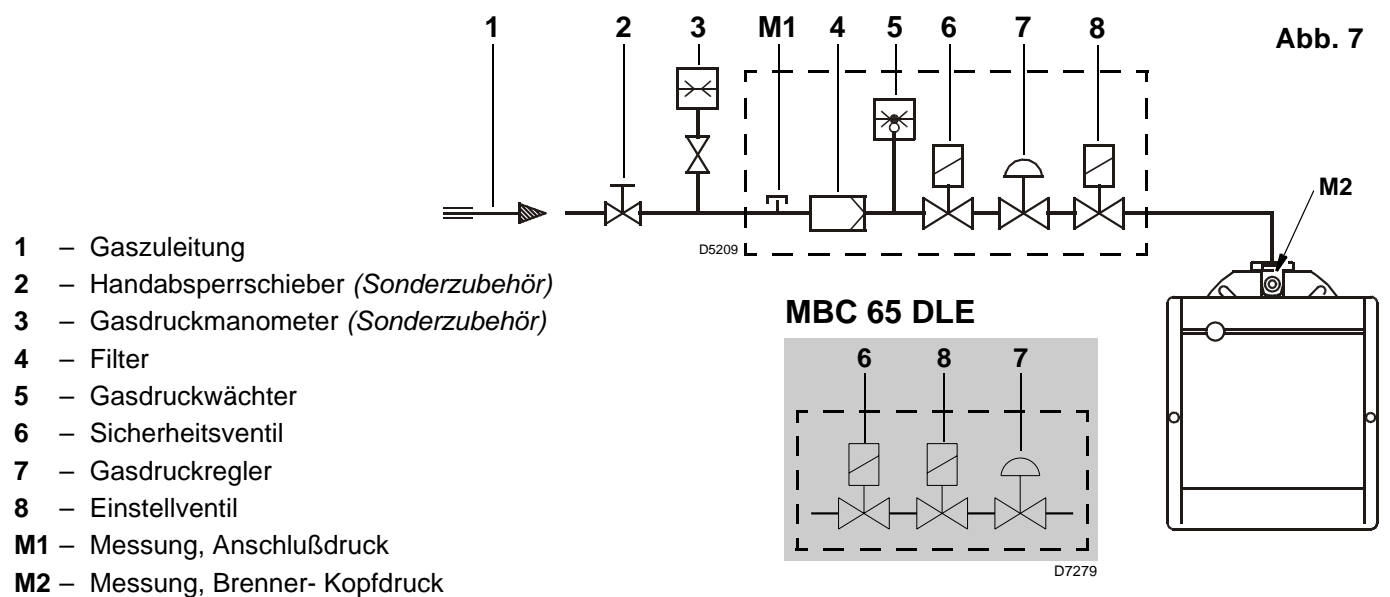 1 2 3 M1 4 5 6 7 8 Abb. 7
M2
D5209
1 – Gaszuleitung
2 – Handabsperrschieber (Sonderzubehör)
3 – Gasdruckmanometer (Sonderzubehör)
4 – Filter
5 – Gasdruckwächter
6 – Sicherheitsventil
7 – Gasdruckregler
8 – Einstellventil
M1 – Messung, Anschlußdruck
M2 – Messung, Brenner- Kopfdruck
MBC 65 DLE
6 8 7
D7279